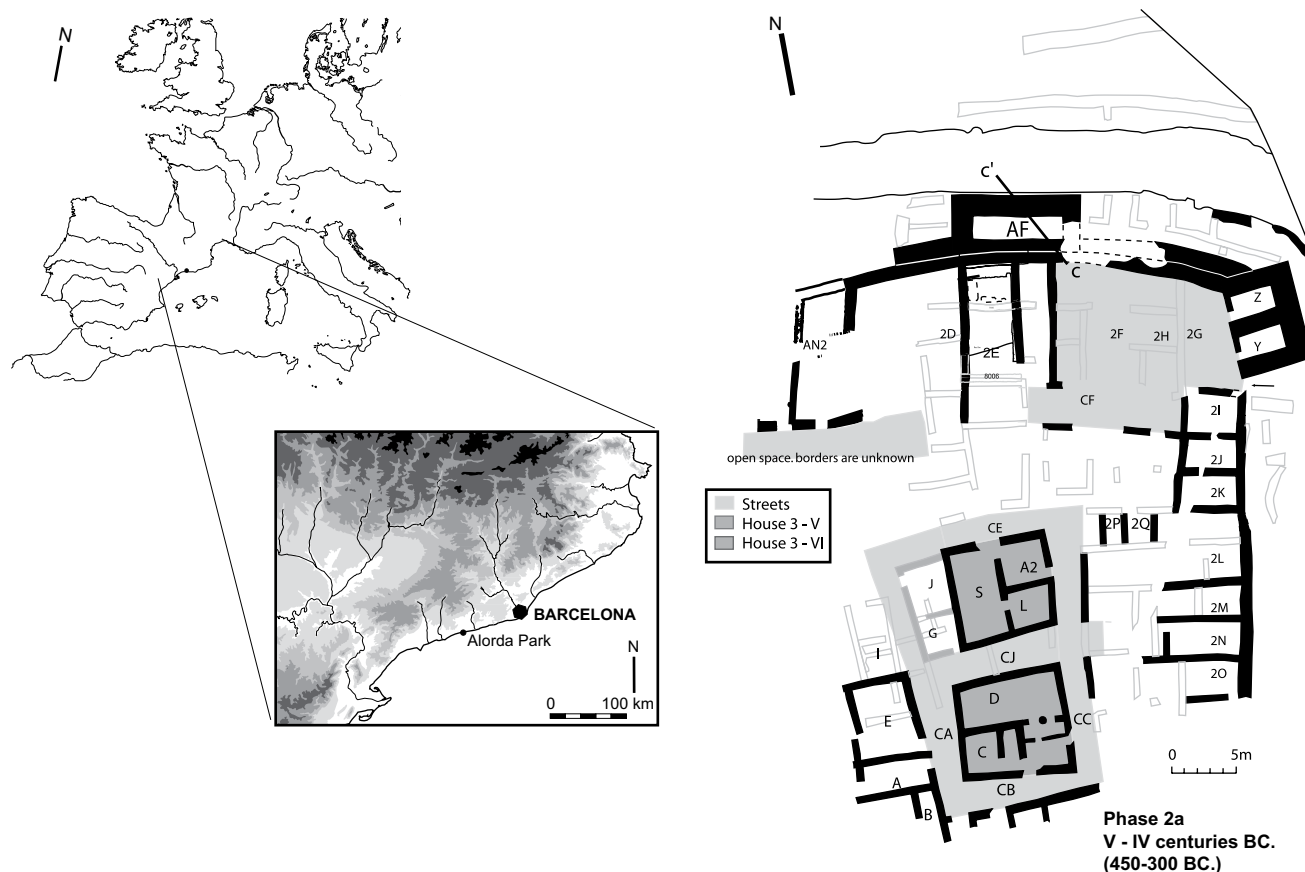 N
BARCELONA
Alorda Park
N
0 100 km
N
c'
AF
C
Z
Y
AN2
2D
2E
8006
2F
2H
2G
CF
2I
2J
2K
2P
2Q
2L
2M
2N
2O
open space. borders are unknown
Streets
House 3 - V
House 3 - VI
CE
J
S
A2
L
G
I
CJ
D
E
CA
CC
C
A
B
CB
0 5m
Phase 2a
V - IV centuries BC.
(450-300 BC.)